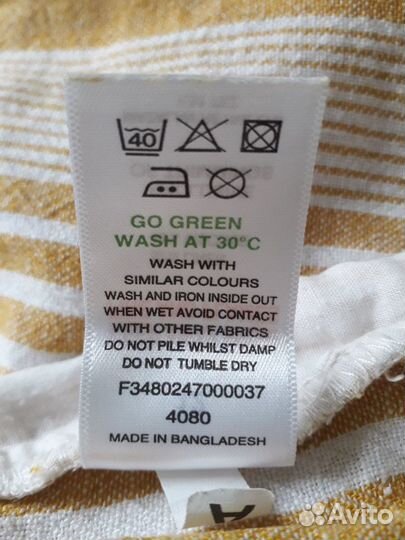 40
GO GREEN
WASH AT 30°C
WASH WITH
SIMILAR COLOURS
WASH AND IRON INSIDE OUT
WHEN WET AVOID CONTACT
WITH OTHER FABRICS
DO NOT PILE WHILST DAMP
DO NOT TUMBLE DRY
F3480247000037
4080
MADE IN BANGLADESH
A
Avito